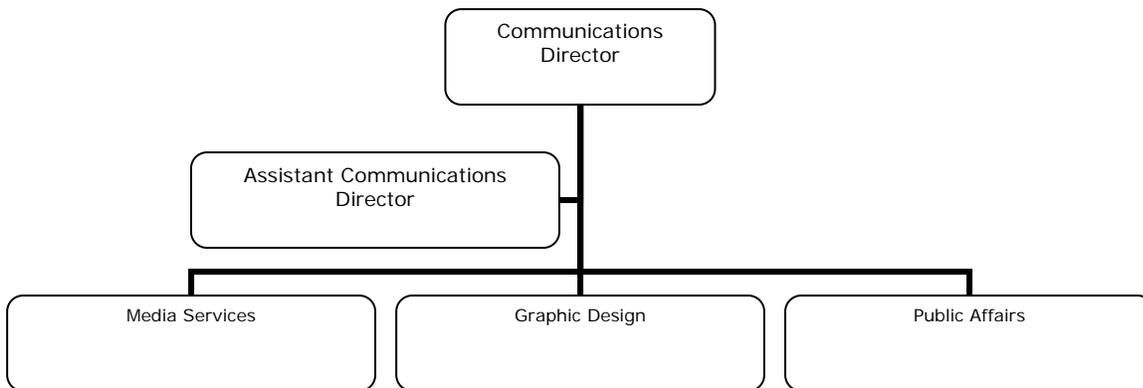 Communications
Director
Assistant Communications
Director
Media Services
Graphic Design
Public Affairs